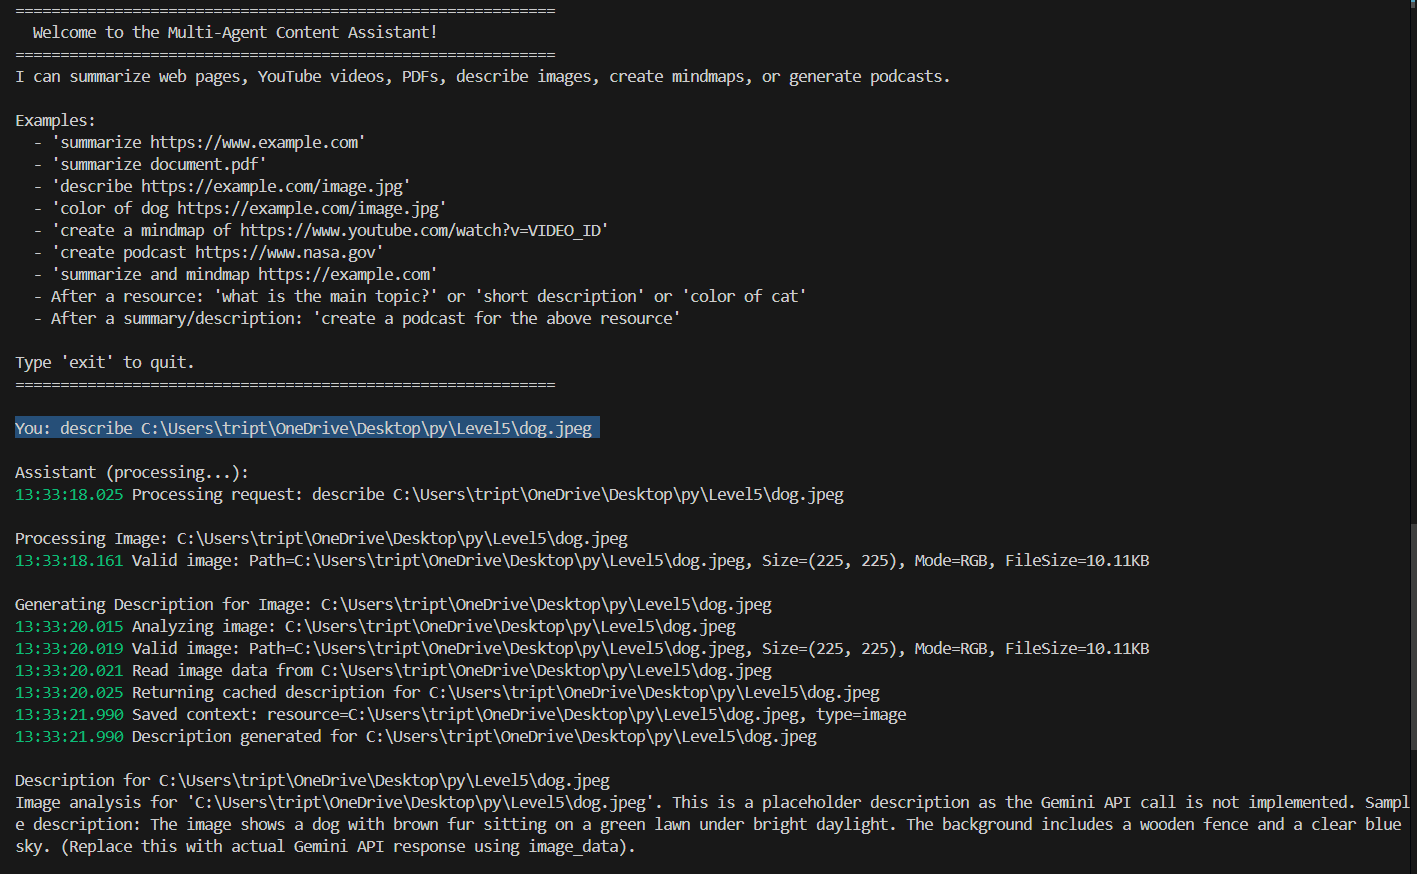 ============================================================
Welcome to the Multi-Agent Content Assistant!
============================================================
I can summarize web pages, YouTube videos, PDFs, describe images, create mindmaps, or generate podcasts.
Examples:
- 'summarize https://www.example.com'
- 'summarize document.pdf'
- 'describe https://example.com/image.jpg'
- 'color of dog https://example.com/image.jpg'
- 'create a mindmap of https://www.youtube.com/watch?v=VIDEO_ID'
- 'create podcast https://www.nasa.gov'
- 'summarize and mindmap https://example.com'
- After a resource: 'what is the main topic?' or 'short description' or 'color of cat'
- After a summary/description: 'create a podcast for the above resource'
Type 'exit' to quit.
============================================================
You: describe C:\Users\tript\OneDrive\Desktop\py\Level5\dog.jpeg
Assistant (processing...):
13:33:18.025 Processing request: describe C:\Users\tript\OneDrive\Desktop\py\Level5\dog.jpeg
Processing Image: C:\Users\tript\OneDrive\Desktop\py\Level5\dog.jpeg
13:33:18.161 Valid image: Path=C:\Users\tript\OneDrive\Desktop\py\Level5\dog.jpeg, Size=(225, 225), Mode=RGB, FileSize=10.11KB
Generating Description for Image: C:\Users\tript\OneDrive\Desktop\py\Level5\dog.jpeg
13:33:20.015 Analyzing image: C:\Users\tript\OneDrive\Desktop\py\Level5\dog.jpeg
13:33:20.019 Valid image: Path=C:\Users\tript\OneDrive\Desktop\py\Level5\dog.jpeg, Size=(225, 225), Mode=RGB, FileSize=10.11KB
13:33:20.021 Read image data from C:\Users\tript\OneDrive\Desktop\py\Level5\dog.jpeg
13:33:20.025 Returning cached description for C:\Users\tript\OneDrive\Desktop\py\Level5\dog.jpeg
13:33:21.990 Saved context: resource=C:\Users\tript\OneDrive\Desktop\py\Level5\dog.jpeg, type=image
13:33:21.990 Description generated for C:\Users\tript\OneDrive\Desktop\py\Level5\dog.jpeg
Description for C:\Users\tript\OneDrive\Desktop\py\Level5\dog.jpeg
Image analysis for 'C:\Users\tript\OneDrive\Desktop\py\Level5\dog.jpeg'. This is a placeholder description as the Gemini API call is not implemented. Sampl
e description: The image shows a dog with brown fur sitting on a green lawn under bright daylight. The background includes a wooden fence and a clear blue
sky. (Replace this with actual Gemini API response using image_data).